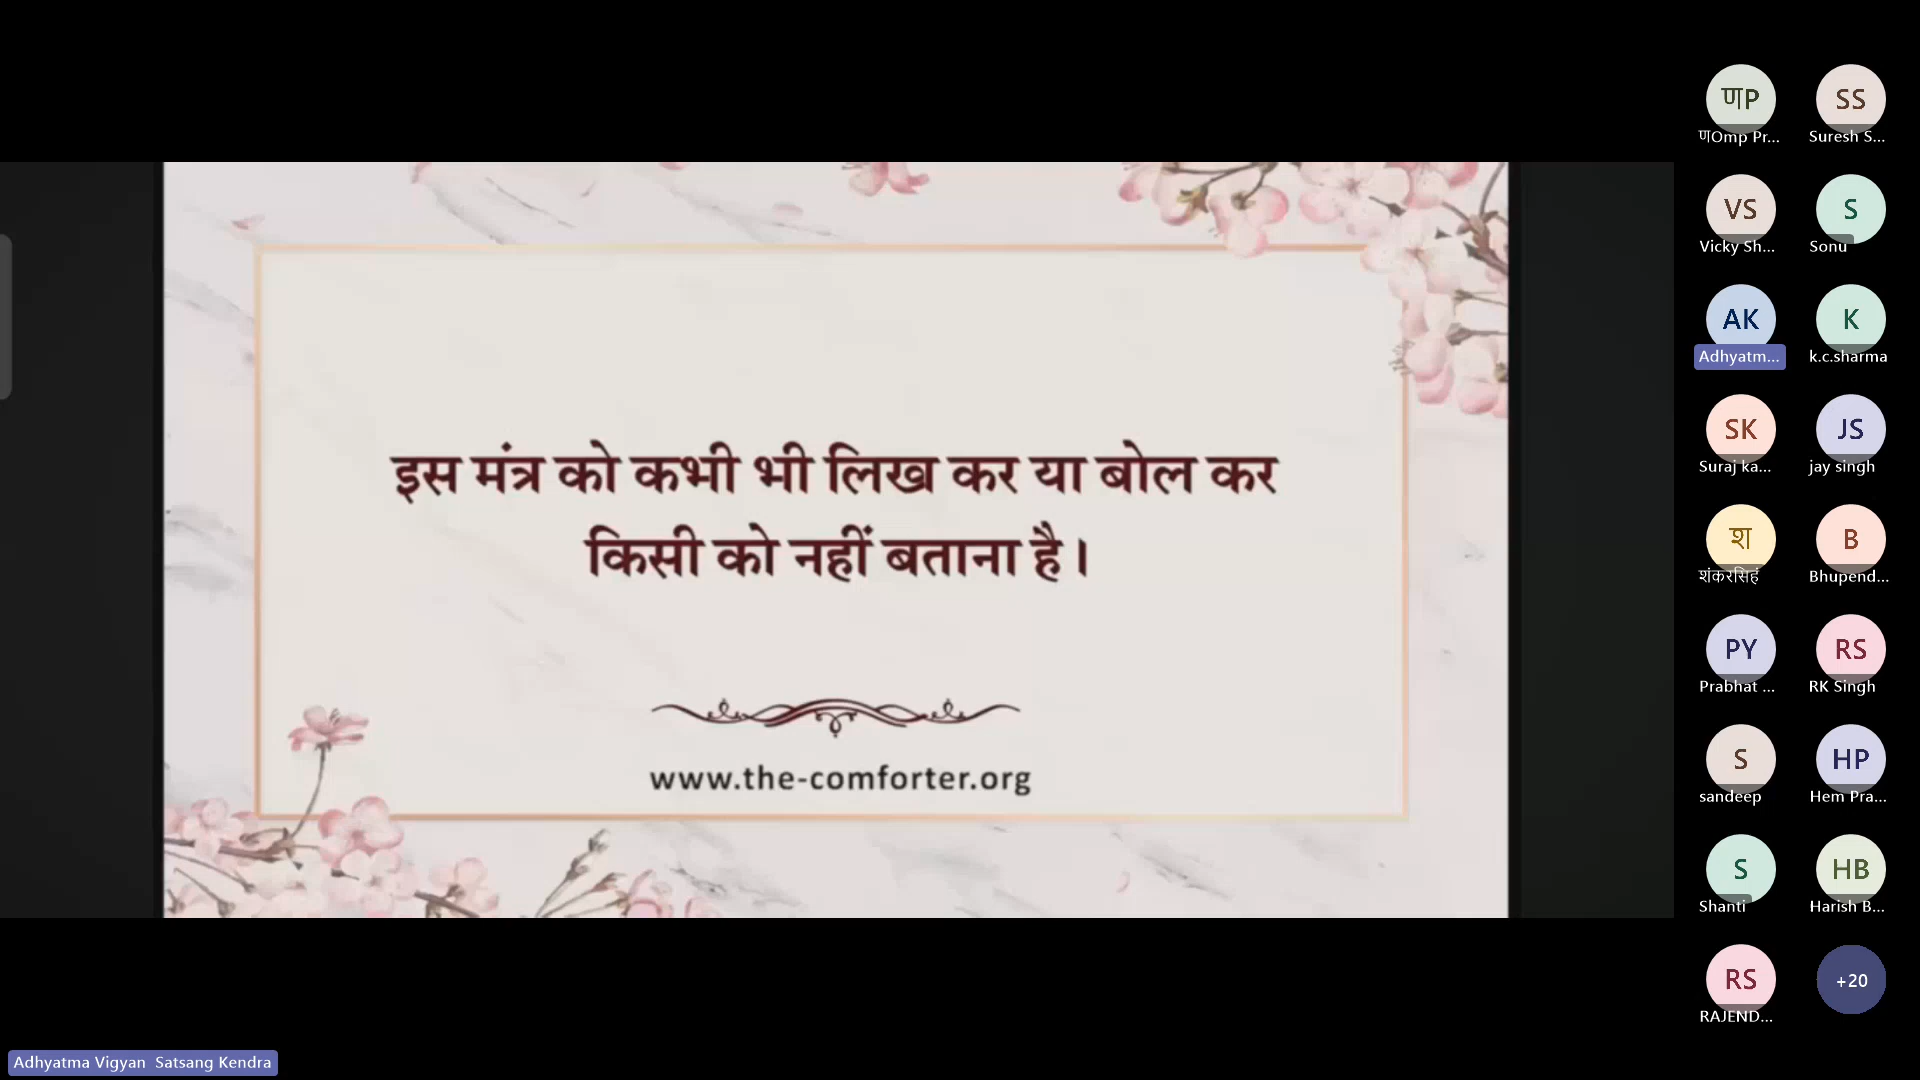 इस मंत्र को कभी भी लिख कर या बोल कर
किसी को नहीं बताना है।
www.the-comforter.org
णP
णOmp Pr...
SS
Suresh S...
VS
Vicky Sh...
S
Sonu
AK
Adhyatm...
K
k.c.sharma
SK
Suraj ka...
JS
jay singh
श
शंकरसिहं
B
Bhupend...
PY
Prabhat ...
RS
RK Singh
S
sandeep
HP
Hem Pra...
S
Shanti
HB
Harish B...
RS
RAJEND...
+20
Adhyatma Vigyan Satsang Kendra